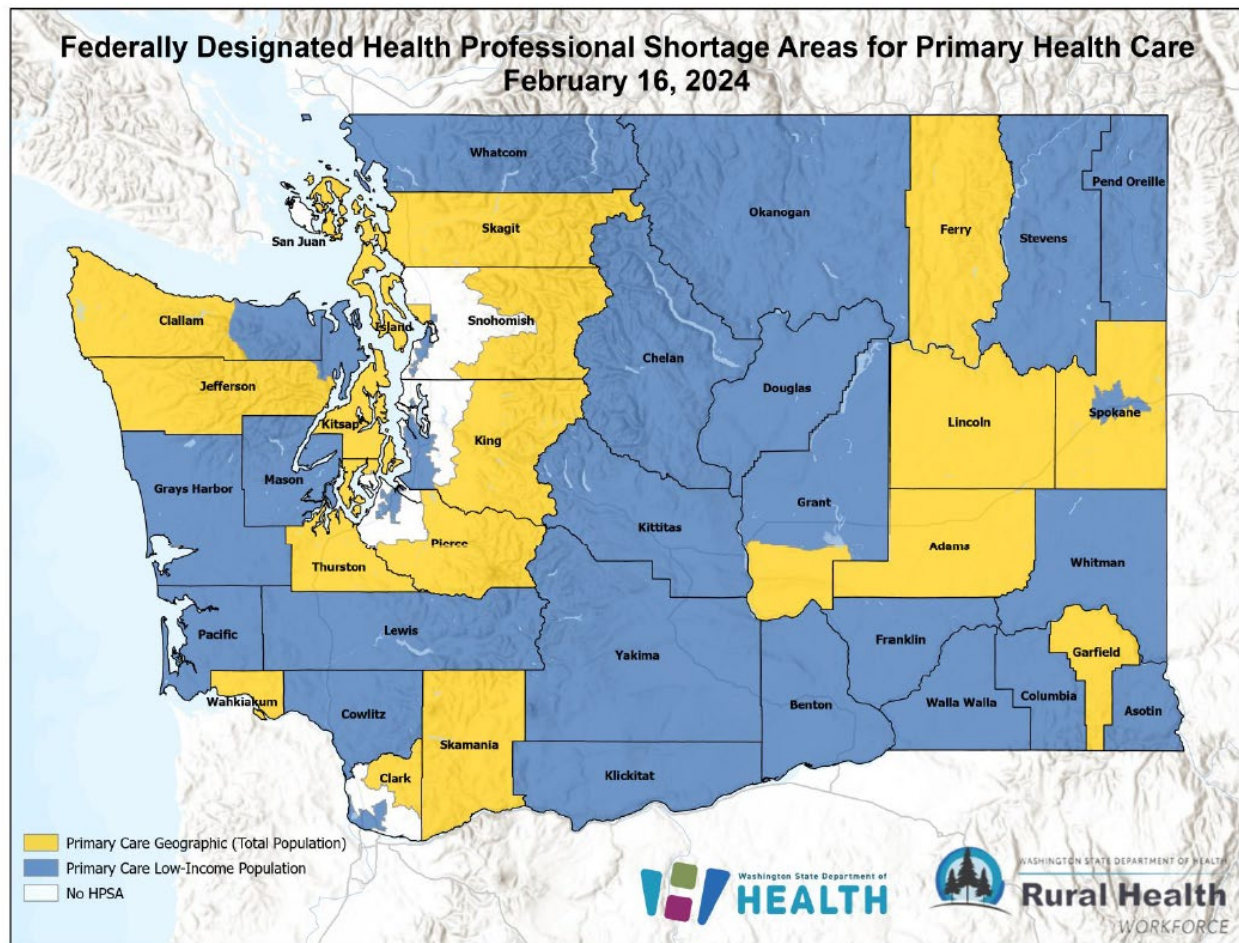 Federally Designated Health Professional Shortage Areas for Primary Health Care
February 16, 2024
Whatcom
Okanogan
Pend Oreille
Ferry
Stevens
Skagit
San Juan
Clallam
Island
Snohomish
Chelan
Douglas
Jefferson
Kitsap
King
Lincoln
Spokane
Grays Harbor
Mason
Grant
Kittitas
Pierce
Adams
Thurston
Whitman
Pacific
Lewis
Yakima
Franklin
Garfield
Wahkiakum
Cowlitz
Skamania
Benton
Walla Walla
Columbia
Asotin
Clark
Klickitat
Primary Care Geographic (Total Population)
Primary Care Low-Income Population
No HPSA
Washington State Department of
HEALTH
WASHINGTON STATE DEPARTMENT OF HEALTH
Rural Health
WORKFORCE